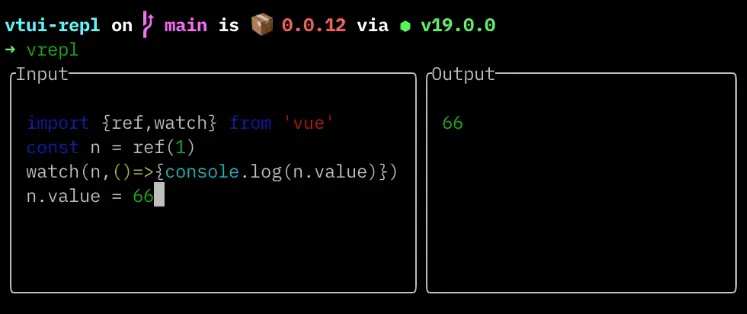 vtui-repl on main is 📦 0.0.12 via ⬢ v19.0.0
➜ vrepl
Input
import {ref,watch} from 'vue'
const n = ref(1)
watch(n,()=>{console.log(n.value)})
n.value = 66
Output
66